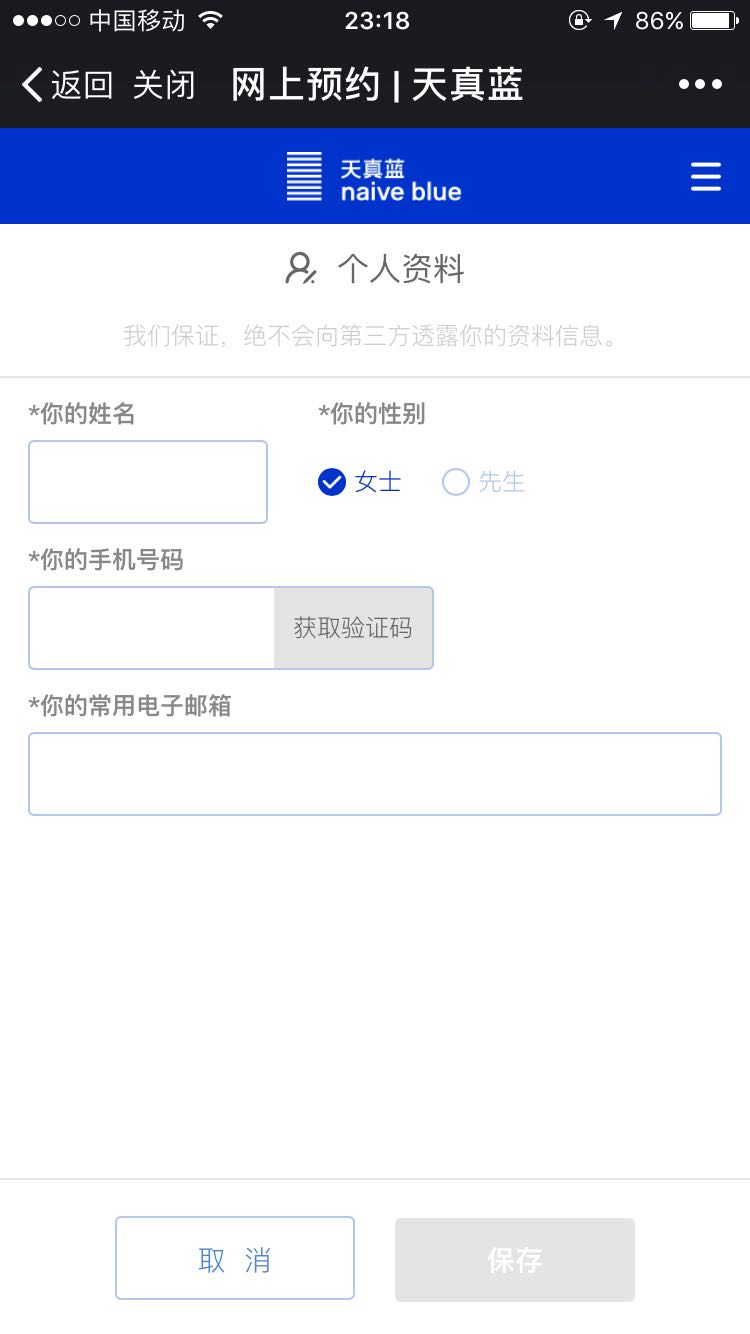 中国移动 23:18 86%
返回 关闭 网上预约 | 天真蓝
天真蓝
naive blue
个人资料
我们保证，绝不会向第三方透露你的资料信息。
*你的姓名 *你的性别
女士 先生
*你的手机号码
获取验证码
*你的常用电子邮箱
取 消 保存